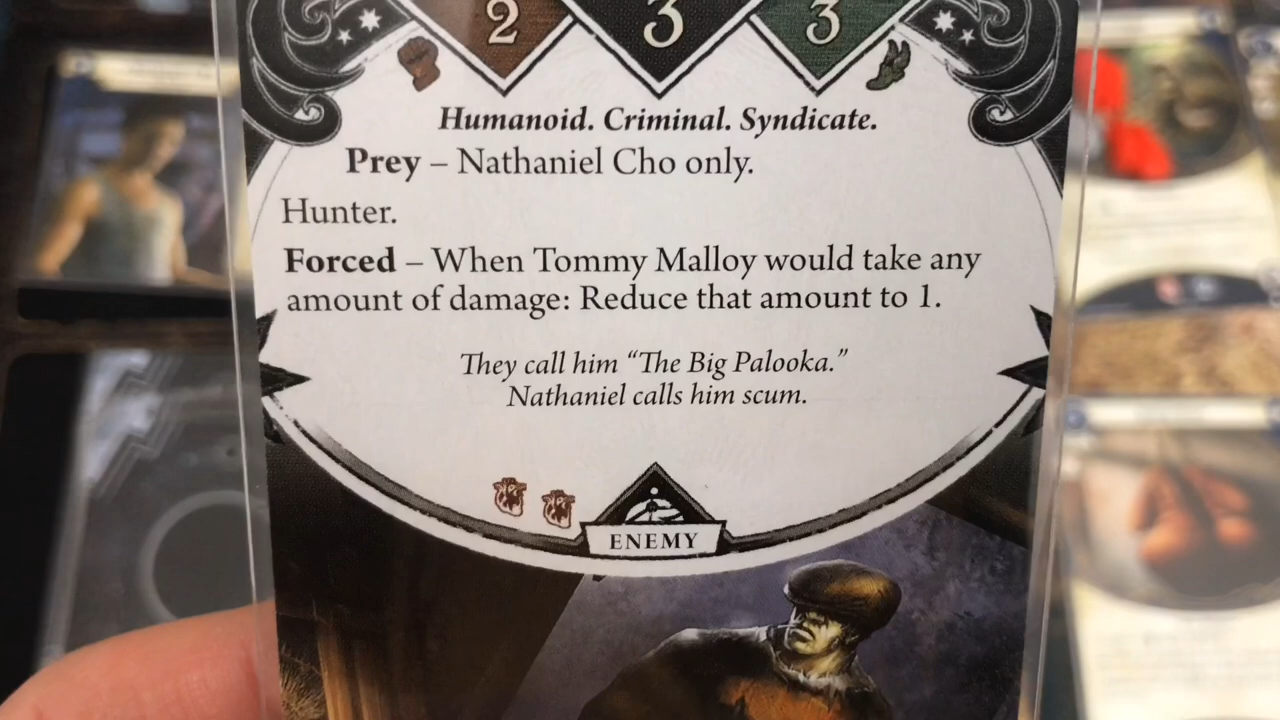 2 3 3
Humanoid. Criminal. Syndicate.
Prey – Nathaniel Cho only.
Hunter.
Forced – When Tommy Malloy would take any
amount of damage: Reduce that amount to 1.
They call him “The Big Palooka.”
Nathaniel calls him scum.
ENEMY